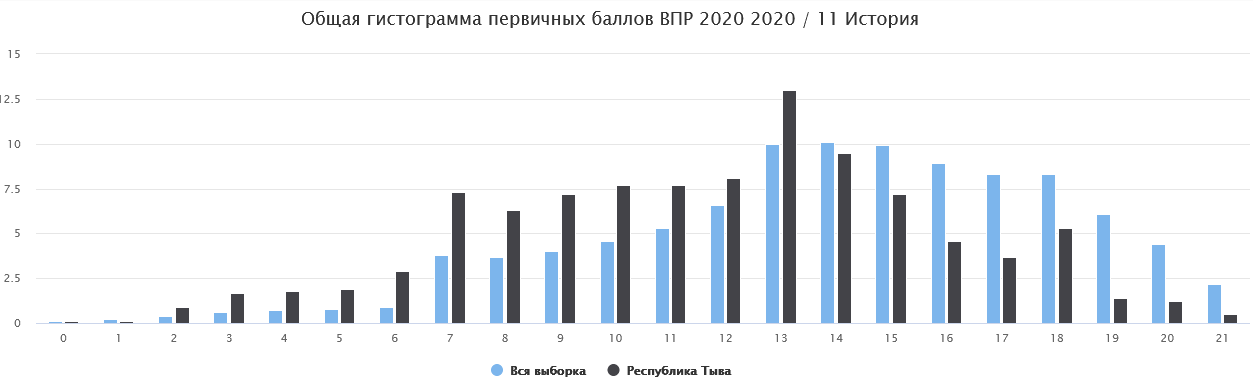 Общая гистограмма первичных баллов ВПР 2020 2020 / 11 История
15
12.5
10
7.5
5
2.5
0
0 1 2 3 4 5 6 7 8 9 10 11 12 13 14 15 16 17 18 19 20 21
Вся выборка Республика Тыва